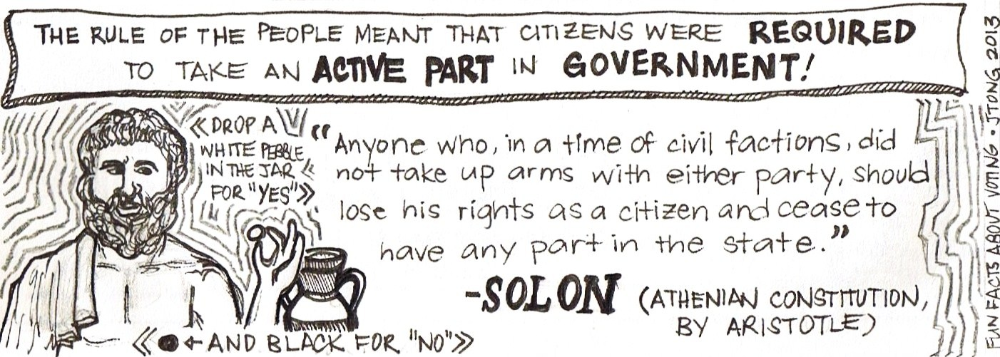 THE RULE OF THE PEOPLE MEANT THAT CITIZENS WERE REQUIRED
TO TAKE AN ACTIVE PART IN GOVERNMENT!
«DROP A
WHITE PEBBLE
IN THE JAR
FOR "YES"»
"Anyone who, in a time of civil factions, did
not take up arms with either party, should
lose his rights as a citizen and cease to
have any part in the state."
-SOLON (ATHENIAN CONSTITUTION,
BY ARISTOTLE)
«●← AND BLACK FOR "NO"»
FUN FACTS ABOUT VOTING • JTONG 2013